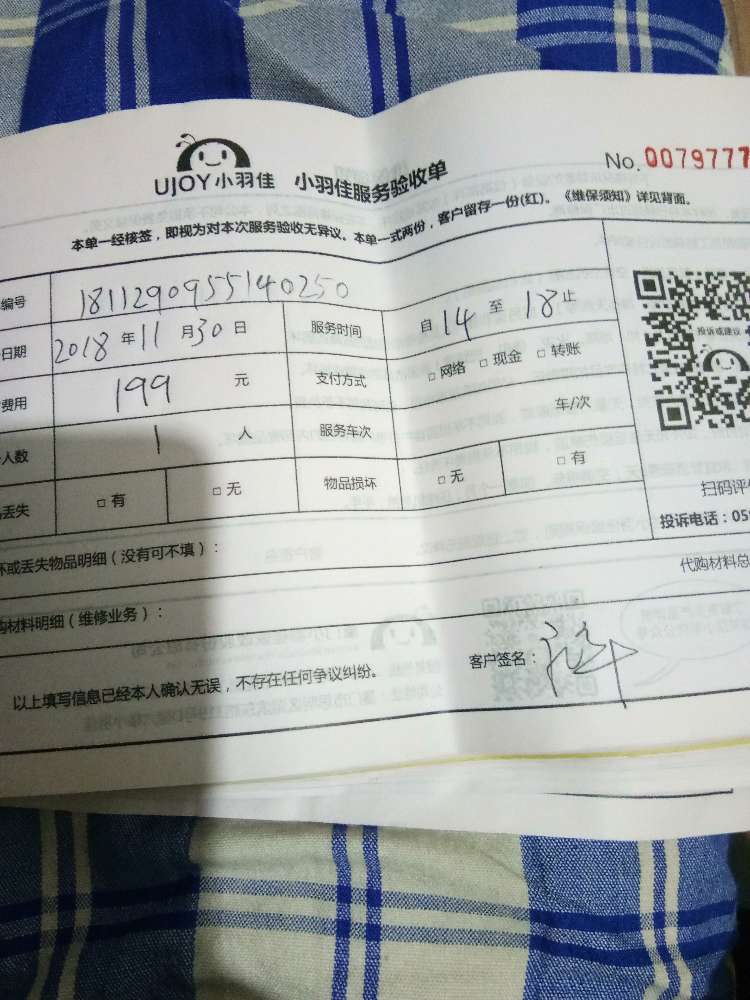 UJOY小羽佳 小羽佳服务验收单 No. 0079777
本单一经核签，即视为对本次服务验收无异议。本单一式两份，客户留存一份(红)。《维保须知》详见背面。
编号 1811290955140250
日期 2018年11月30日 服务时间 自14至18止
费用 199元 支付方式 □网络 □现金 □转账
人数 1人 服务车次 车/次
丢失 □有 □无 物品损坏 □无 □有
投诉或建议
扫码评
投诉电话：05
坏或丢失物品明细（没有可不填）：
代购材料总
购材料明细（维修业务）：
以上填写信息已经本人确认无误，不存在任何争议纠纷。 客户签名：